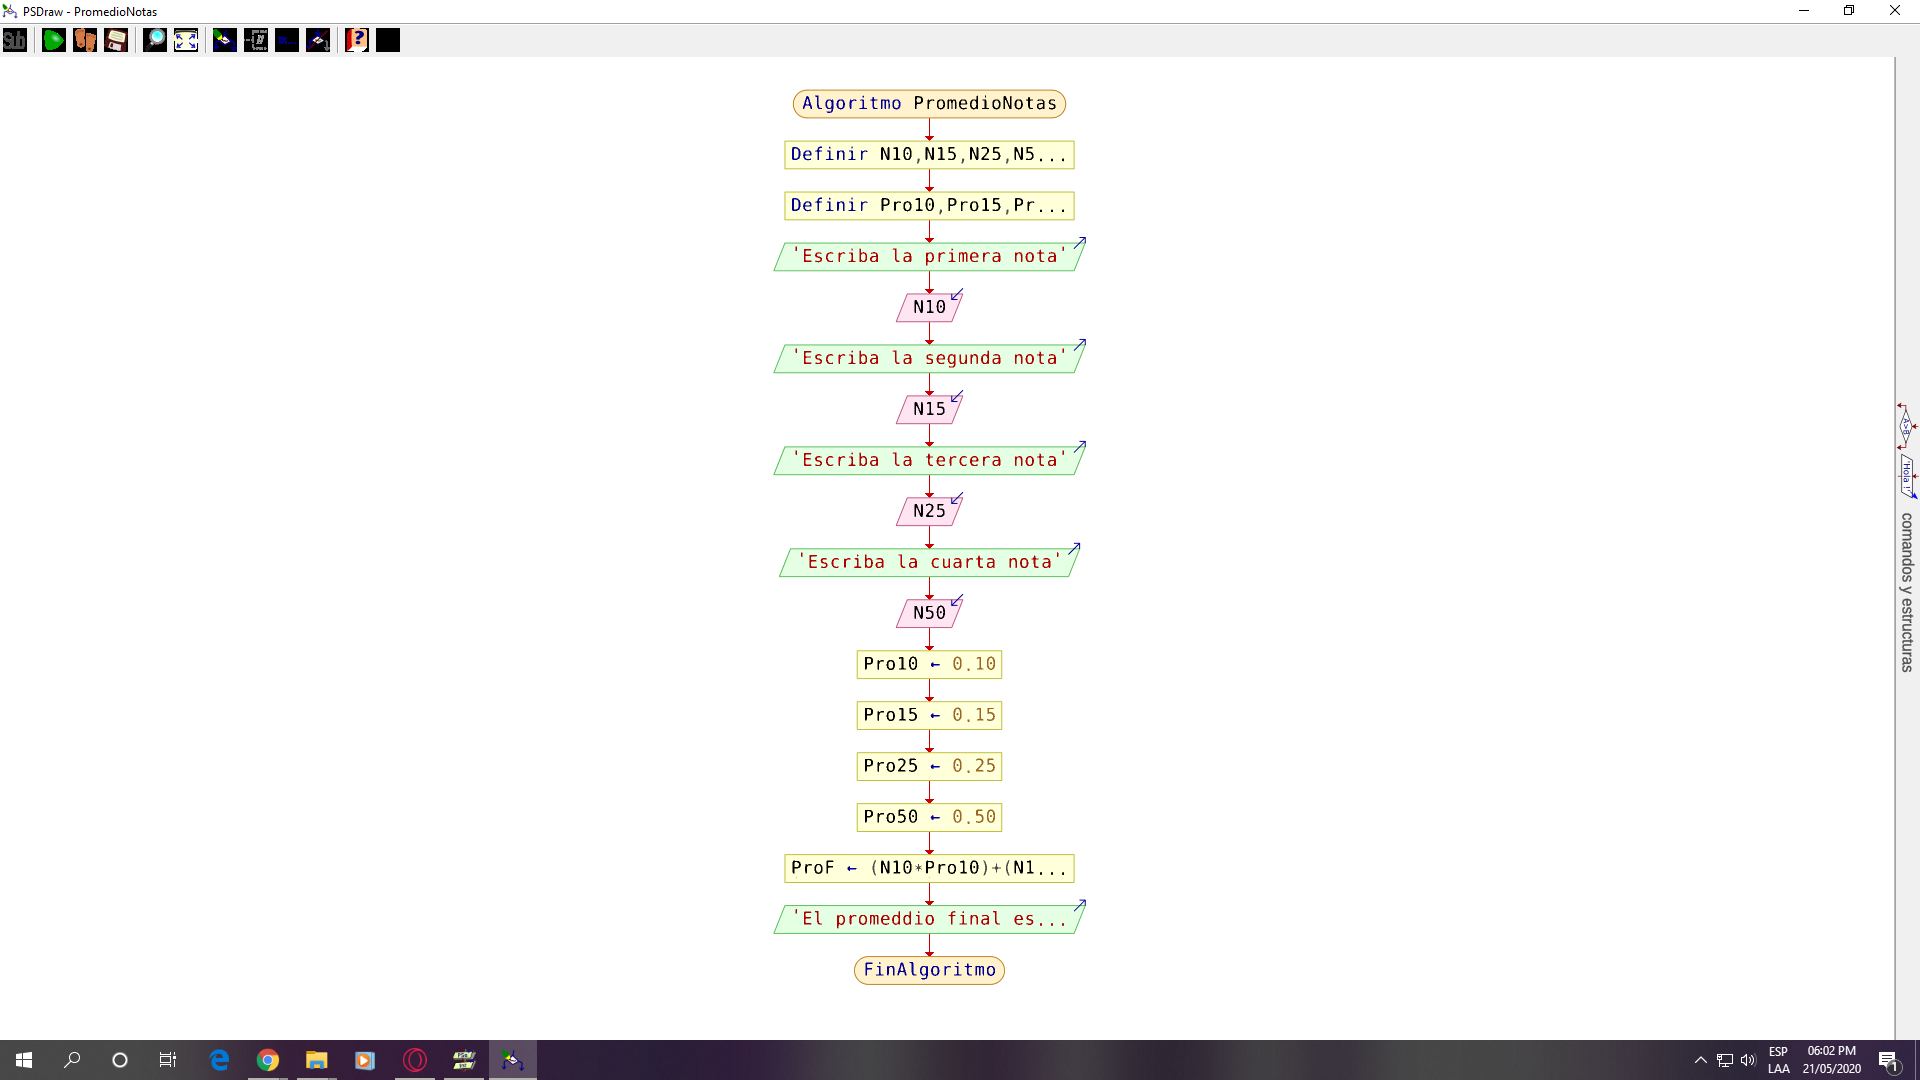 PSDraw - PromedioNotas
Sub
Algoritmo PromedioNotas
Definir N10,N15,N25,N5...
Definir Pro10,Pro15,Pr...
'Escriba la primera nota'
N10
'Escriba la segunda nota'
N15
'Escriba la tercera nota'
N25
'Escriba la cuarta nota'
N50
Pro10 ← 0.10
Pro15 ← 0.15
Pro25 ← 0.25
Pro50 ← 0.50
ProF ← (N10*Pro10)+(N1...
'El promeddio final es...
FinAlgoritmo
A>B
'Hola !'
comandos y estructuras
ESP
LAA
06:02 PM
21/05/2020
1